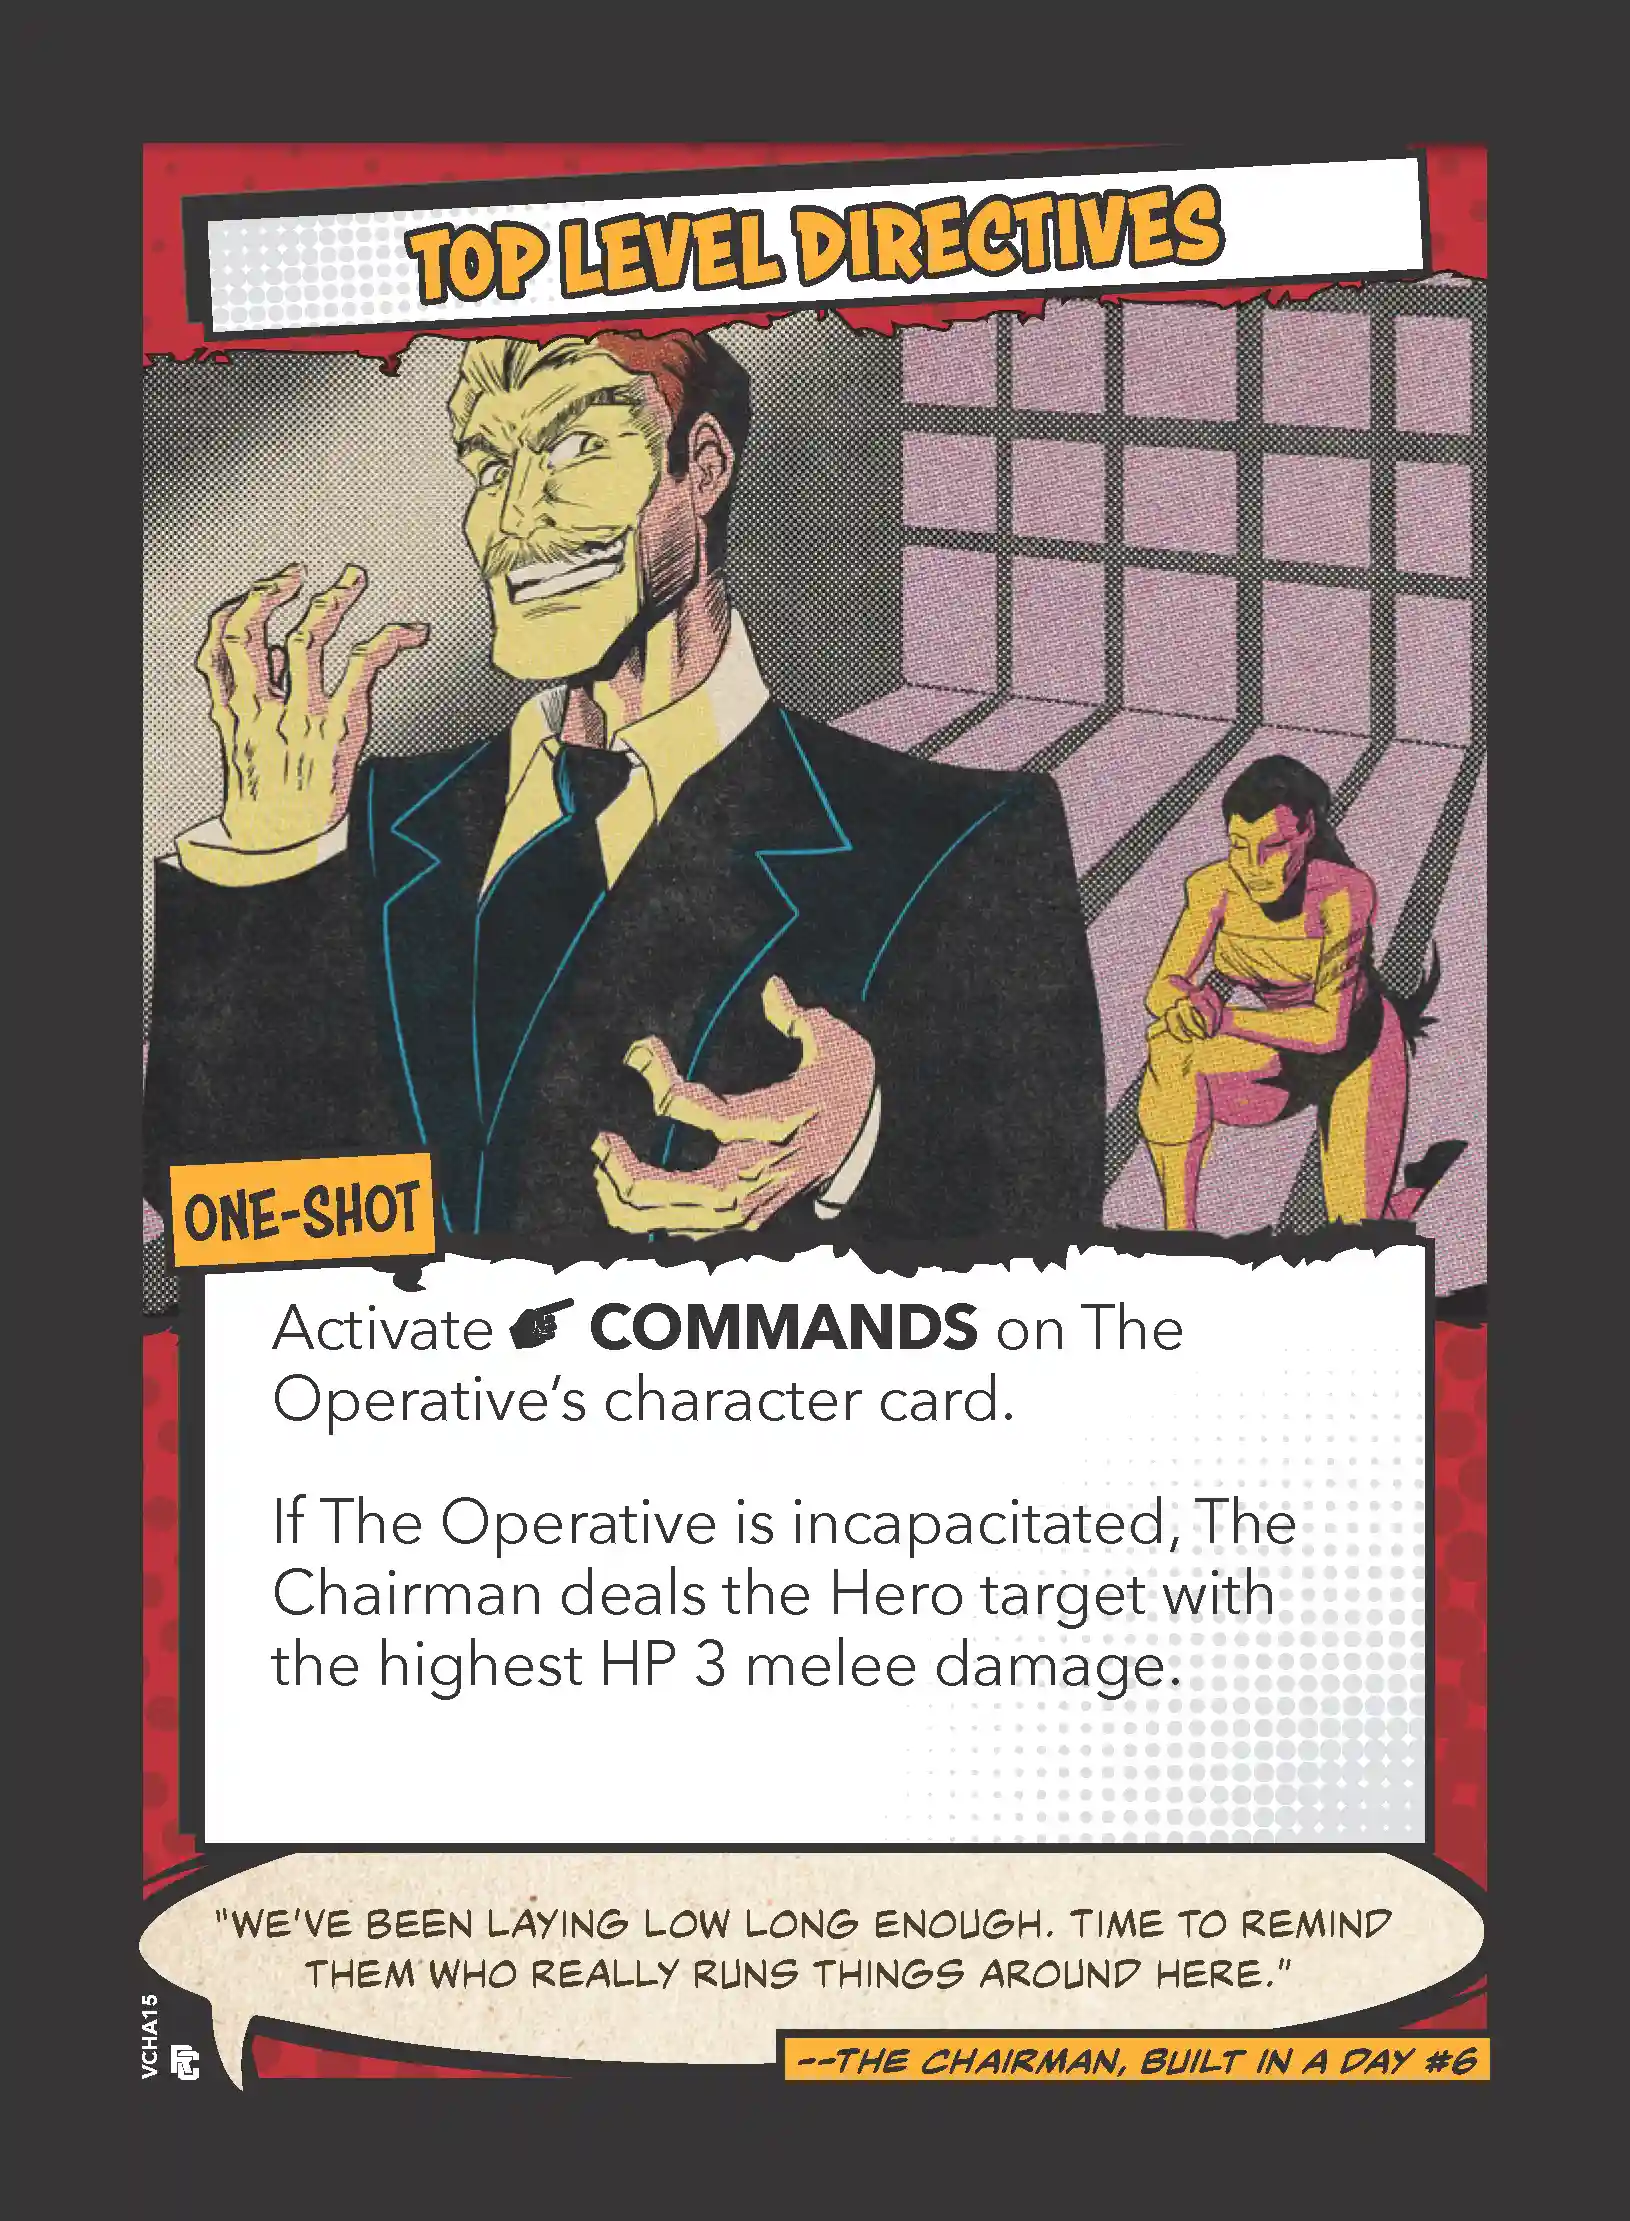 TOP LEVEL DIRECTIVES
ONE-SHOT
Activate COMMANDS on The
Operative's character card.
If The Operative is incapacitated, The
Chairman deals the Hero target with
the highest HP 3 melee damage.
"WE'VE BEEN LAYING LOW LONG ENOUGH. TIME TO REMIND
THEM WHO REALLY RUNS THINGS AROUND HERE."
--THE CHAIRMAN, BUILT IN A DAY #6
VCHA15